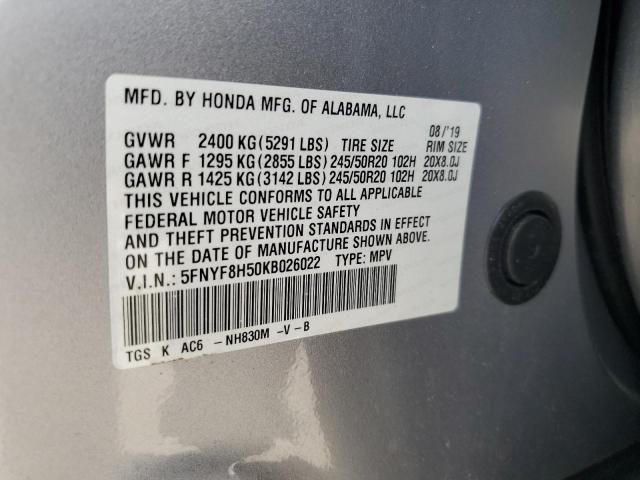 MFD. BY HONDA MFG. OF ALABAMA, LLC
08/'19
GVWR 2400 KG(5291 LBS) TIRE SIZE RIM SIZE
GAWR F 1295 KG(2855 LBS) 245/50R20 102H 20X8.0J
GAWR R 1425 KG(3142 LBS) 245/50R20 102H 20X8.0J
THIS VEHICLE CONFORMS TO ALL APPLICABLE
FEDERAL MOTOR VEHICLE SAFETY
AND THEFT PREVENTION STANDARDS IN EFFECT
ON THE DATE OF MANUFACTURE SHOWN ABOVE.
V.I.N.: 5FNYF8H50KB026022 TYPE: MPV
TGS K AC6 -NH830M -V-B